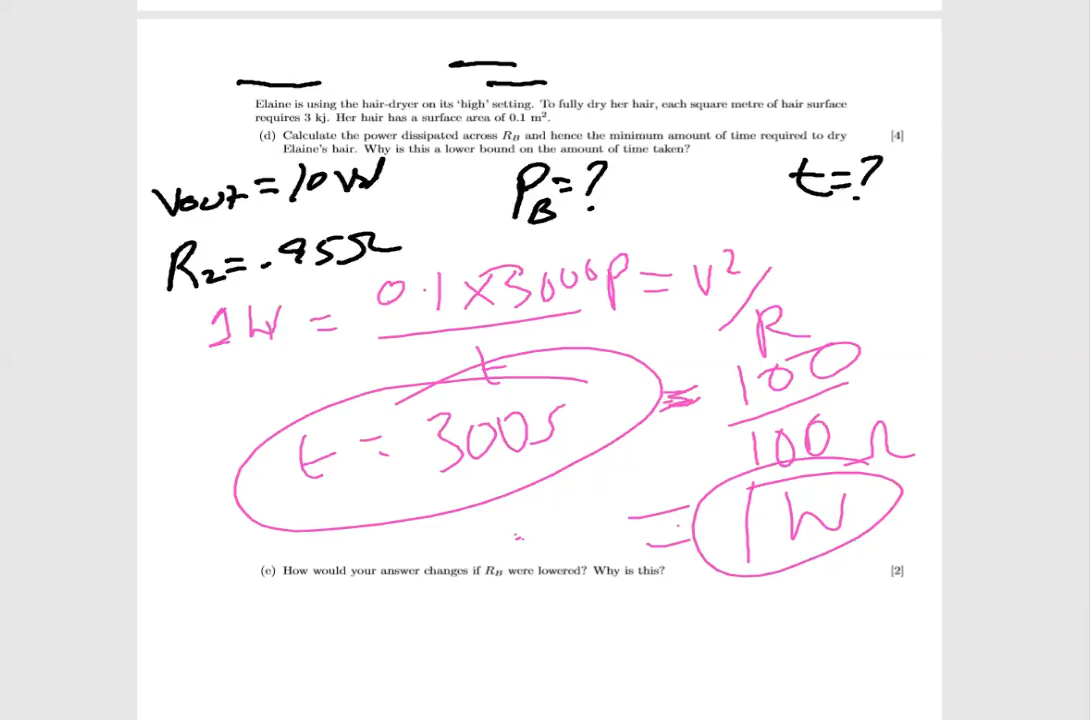 Elaine is using the hair-dryer on its 'high' setting. To fully dry her hair, each square metre of hair surface
requires 3 kj. Her hair has a surface area of 0.1 m².
(d) Calculate the power dissipated across R_B and hence the minimum amount of time required to dry [4]
Elaine's hair. Why is this a lower bound on the amount of time taken?
Vout = 10 W
P_B = ?
t = ?
R₂ = .95Ω
1W = 0.1 × 3000 / t
P = V²/R
t = 300s
= 100 / 100 Ω
= 1 W
(e) How would your answer changes if R_B were lowered? Why is this? [2]